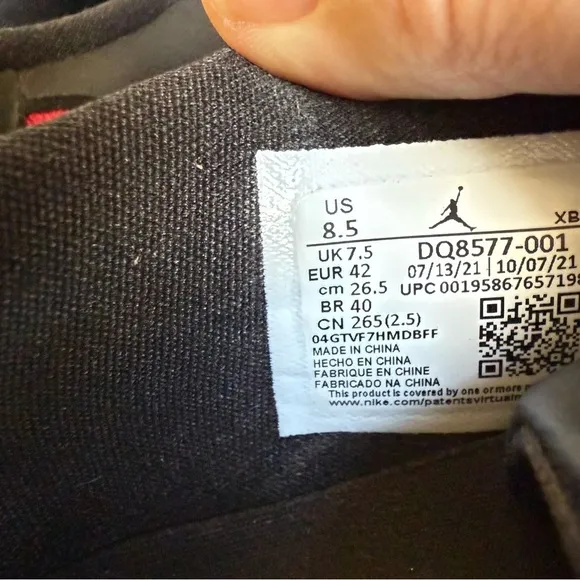 US
8.5
XB
UK 7.5
DQ8577-001
EUR 42
07/13/21 | 10/07/21
cm 26.5
UPC 00195867657198
BR 40
CN 265(2.5)
04GTVF7HMDBFF
MADE IN CHINA
HECHO EN CHINA
FABRIQUE EN CHINE
FABRICADO NA CHINA
This product is covered by one or more
www.nike.com/patentsvirtual